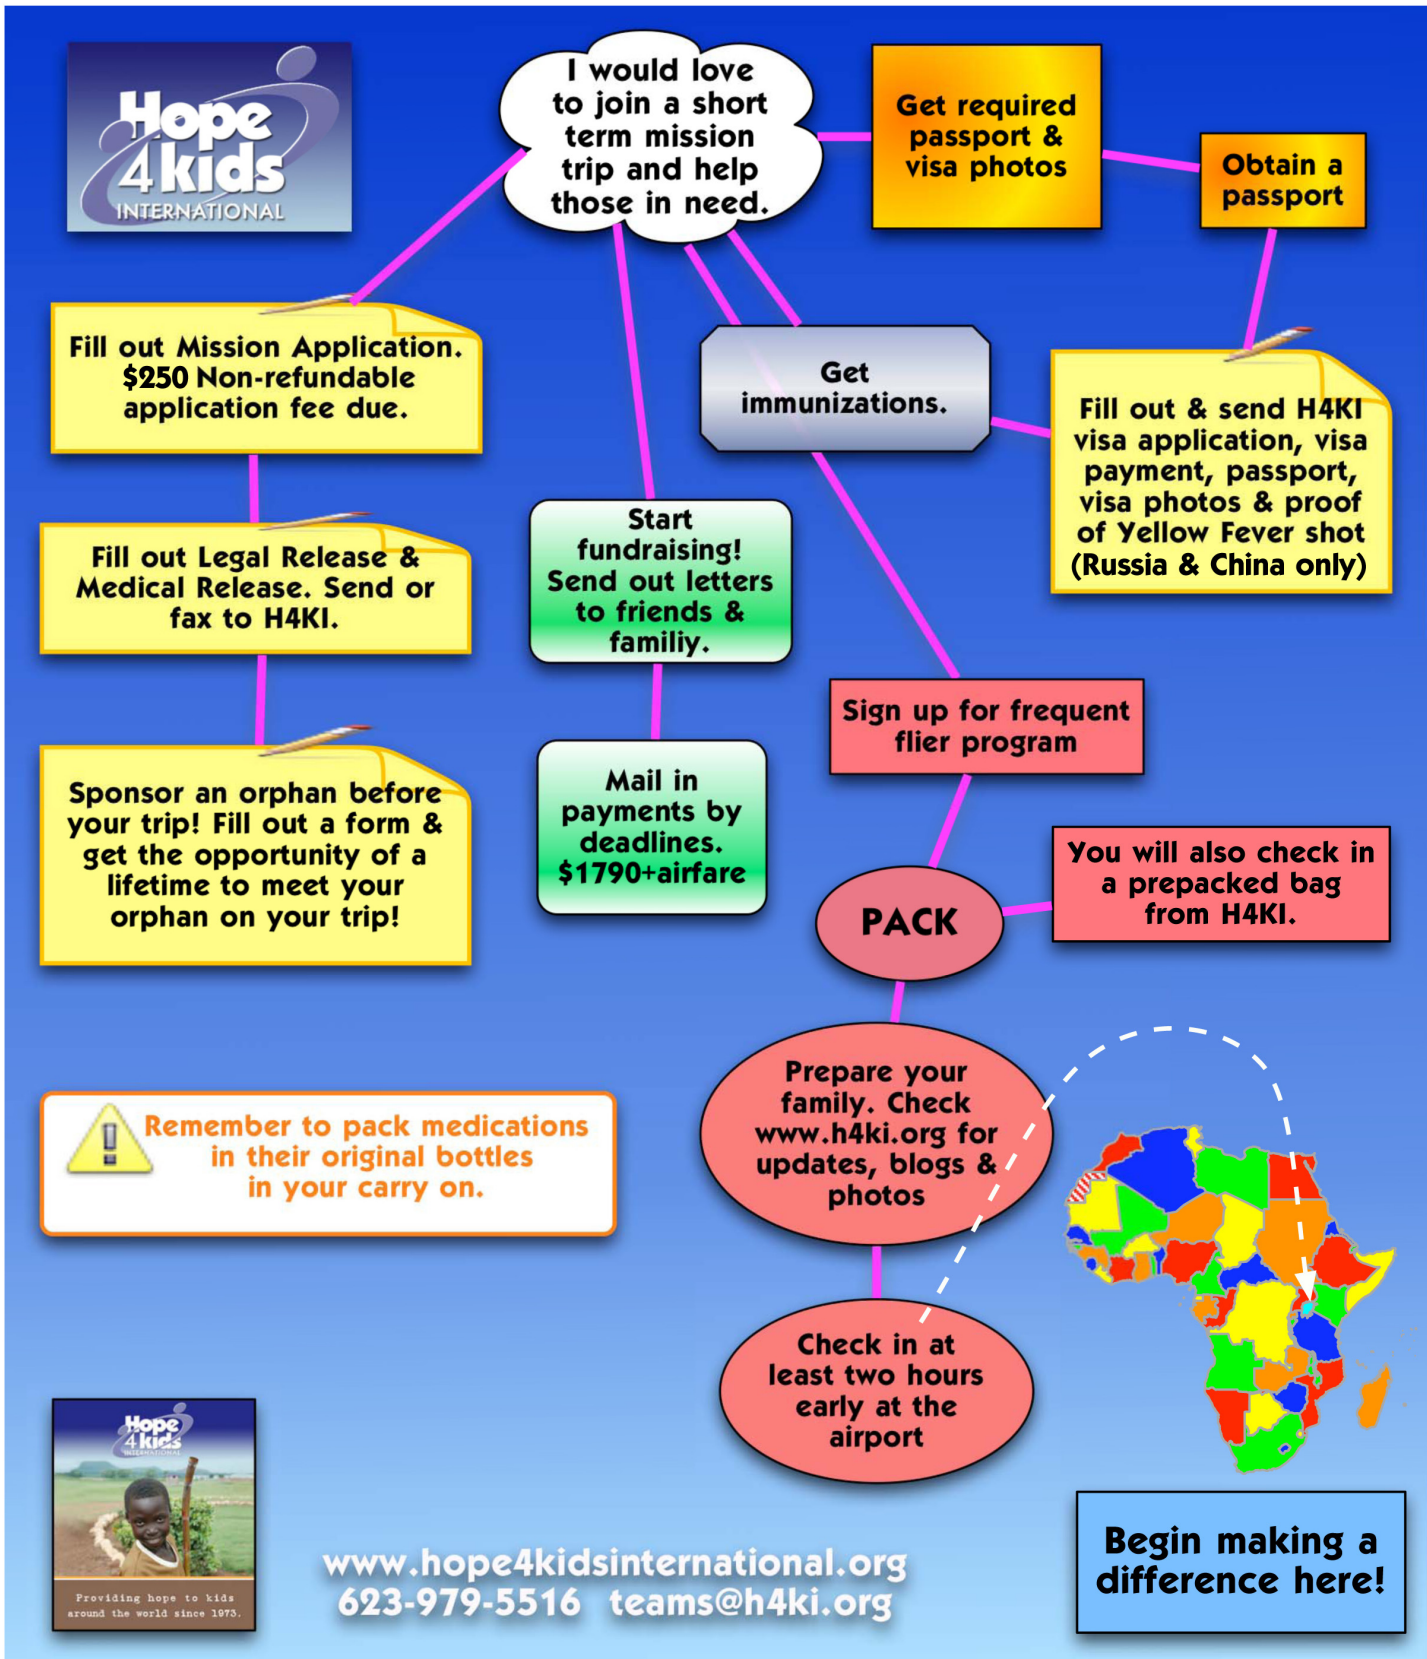 Hope
4 kids
INTERNATIONAL
I would love
to join a short
term mission
trip and help
those in need.
Get required
passport &
visa photos
Obtain a
passport
Fill out Mission Application.
$250 Non-refundable
application fee due.
Get
immunizations.
Fill out & send H4KI
visa application, visa
payment, passport,
visa photos & proof
of Yellow Fever shot
(Russia & China only)
Fill out Legal Release &
Medical Release. Send or
fax to H4KI.
Start
fundraising!
Send out letters
to friends &
familiy.
Sign up for frequent
flier program
Sponsor an orphan before
your trip! Fill out a form &
get the opportunity of a
lifetime to meet your
orphan on your trip!
Mail in
payments by
deadlines.
$1790+airfare
PACK
You will also check in
a prepacked bag
from H4KI.
Prepare your
family. Check
www.h4ki.org for
updates, blogs &
photos
! Remember to pack medications
in their original bottles
in your carry on.
Check in at
least two hours
early at the
airport
Hope
4 kids
INTERNATIONAL
Providing hope to kids
around the world since 1973.
www.hope4kidsinternational.org
623-979-5516 teams@h4ki.org
Begin making a
difference here!